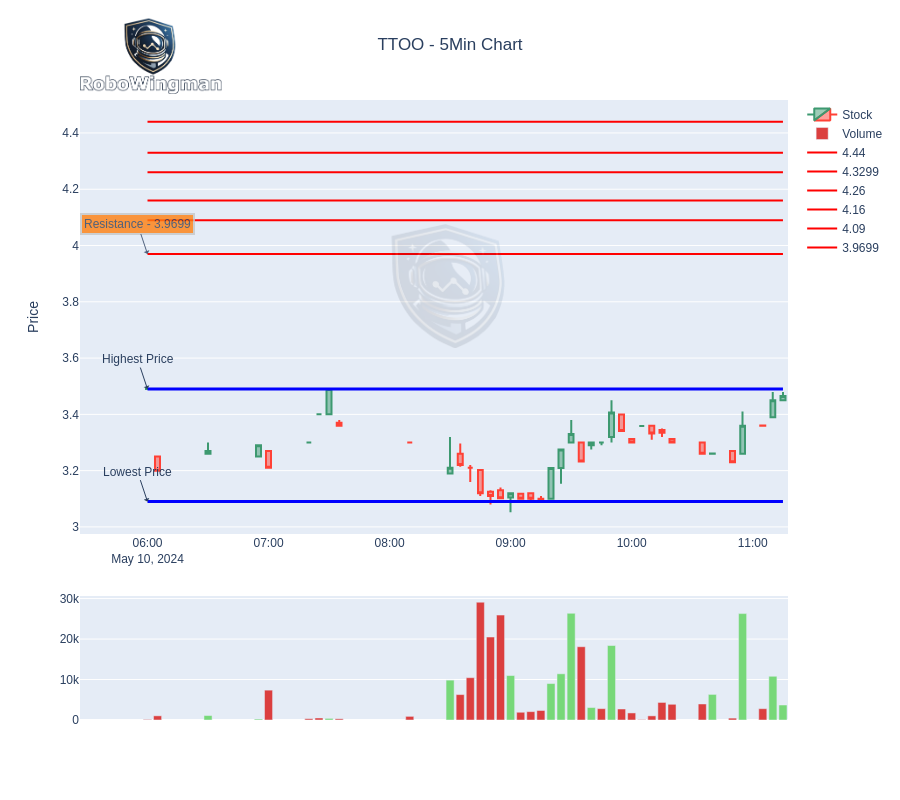 TTOO - 5Min Chart
RoboWingman
Stock
Volume
4.44
4.3299
4.26
4.16
4.09
3.9699
Price
4.4
4.2
4
3.8
3.6
3.4
3.2
3
Resistance - 3.9699
Highest Price
Lowest Price
06:00
07:00
08:00
09:00
10:00
11:00
May 10, 2024
30k
20k
10k
0